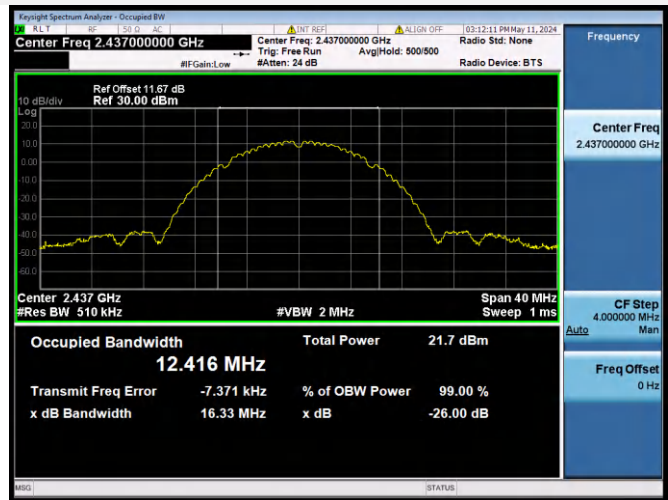 Keysight Spectrum Analyzer - Occupied BW
RL T RF 50 Ω AC INT REF ALIGN OFF 03:12:11 PM May 11, 2024
Center Freq 2.437000000 GHz
Center Freq: 2.437000000 GHz Radio Std: None
Trig: Free Run Avg|Hold: 500/500
#IFGain:Low #Atten: 24 dB Radio Device: BTS
Frequency
Ref Offset 11.67 dB
10 dB/div Ref 30.00 dBm
Log
20.0
10.0
0.00
-10.0
-20.0
-30.0
-40.0
-50.0
-60.0
Center 2.437 GHz Span 40 MHz
#Res BW 510 kHz #VBW 2 MHz Sweep 1 ms
Occupied Bandwidth Total Power 21.7 dBm
12.416 MHz
Transmit Freq Error -7.371 kHz % of OBW Power 99.00 %
x dB Bandwidth 16.33 MHz x dB -26.00 dB
Center Freq
2.437000000 GHz
CF Step
4.000000 MHz
Auto Man
Freq Offset
0 Hz
MSG STATUS